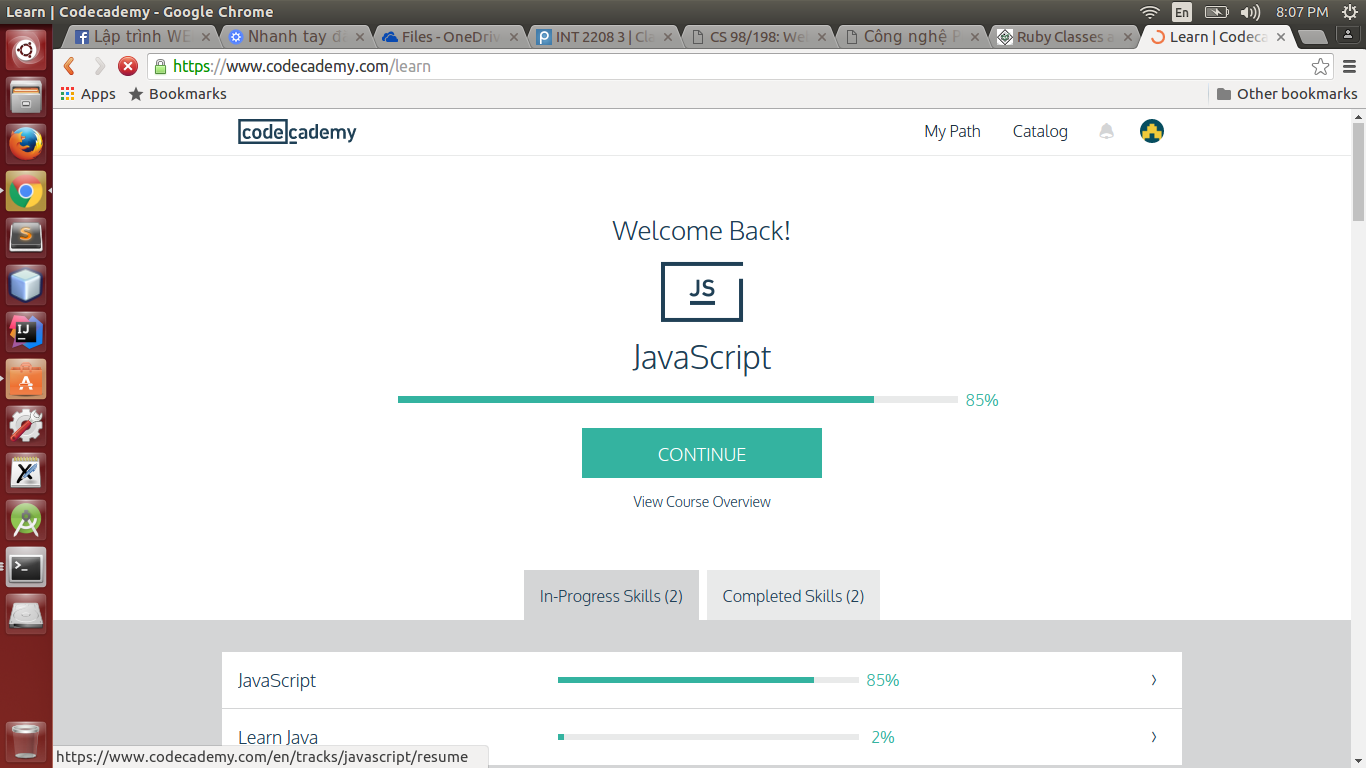 Learn | Codecademy - Google Chrome
En
8:07 PM
Lập trình WE
Nhanh tay đă
Files - OneDriv
INT 2208 3 | Cla
CS 98/198: Wel
Công nghệ P
Ruby Classes a
Learn | Codeca
https://www.codecademy.com/learn
Apps
Bookmarks
Other bookmarks
codecademy
My Path
Catalog
Welcome Back!
JS
JavaScript
85%
CONTINUE
View Course Overview
In-Progress Skills (2)
Completed Skills (2)
JavaScript
85%
Learn Java
2%
https://www.codecademy.com/en/tracks/javascript/resume
S
IJ
A
X